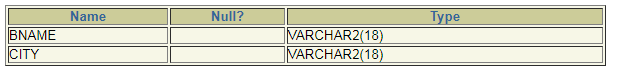 Name Null? Type
BNAME VARCHAR2(18)
CITY VARCHAR2(18)